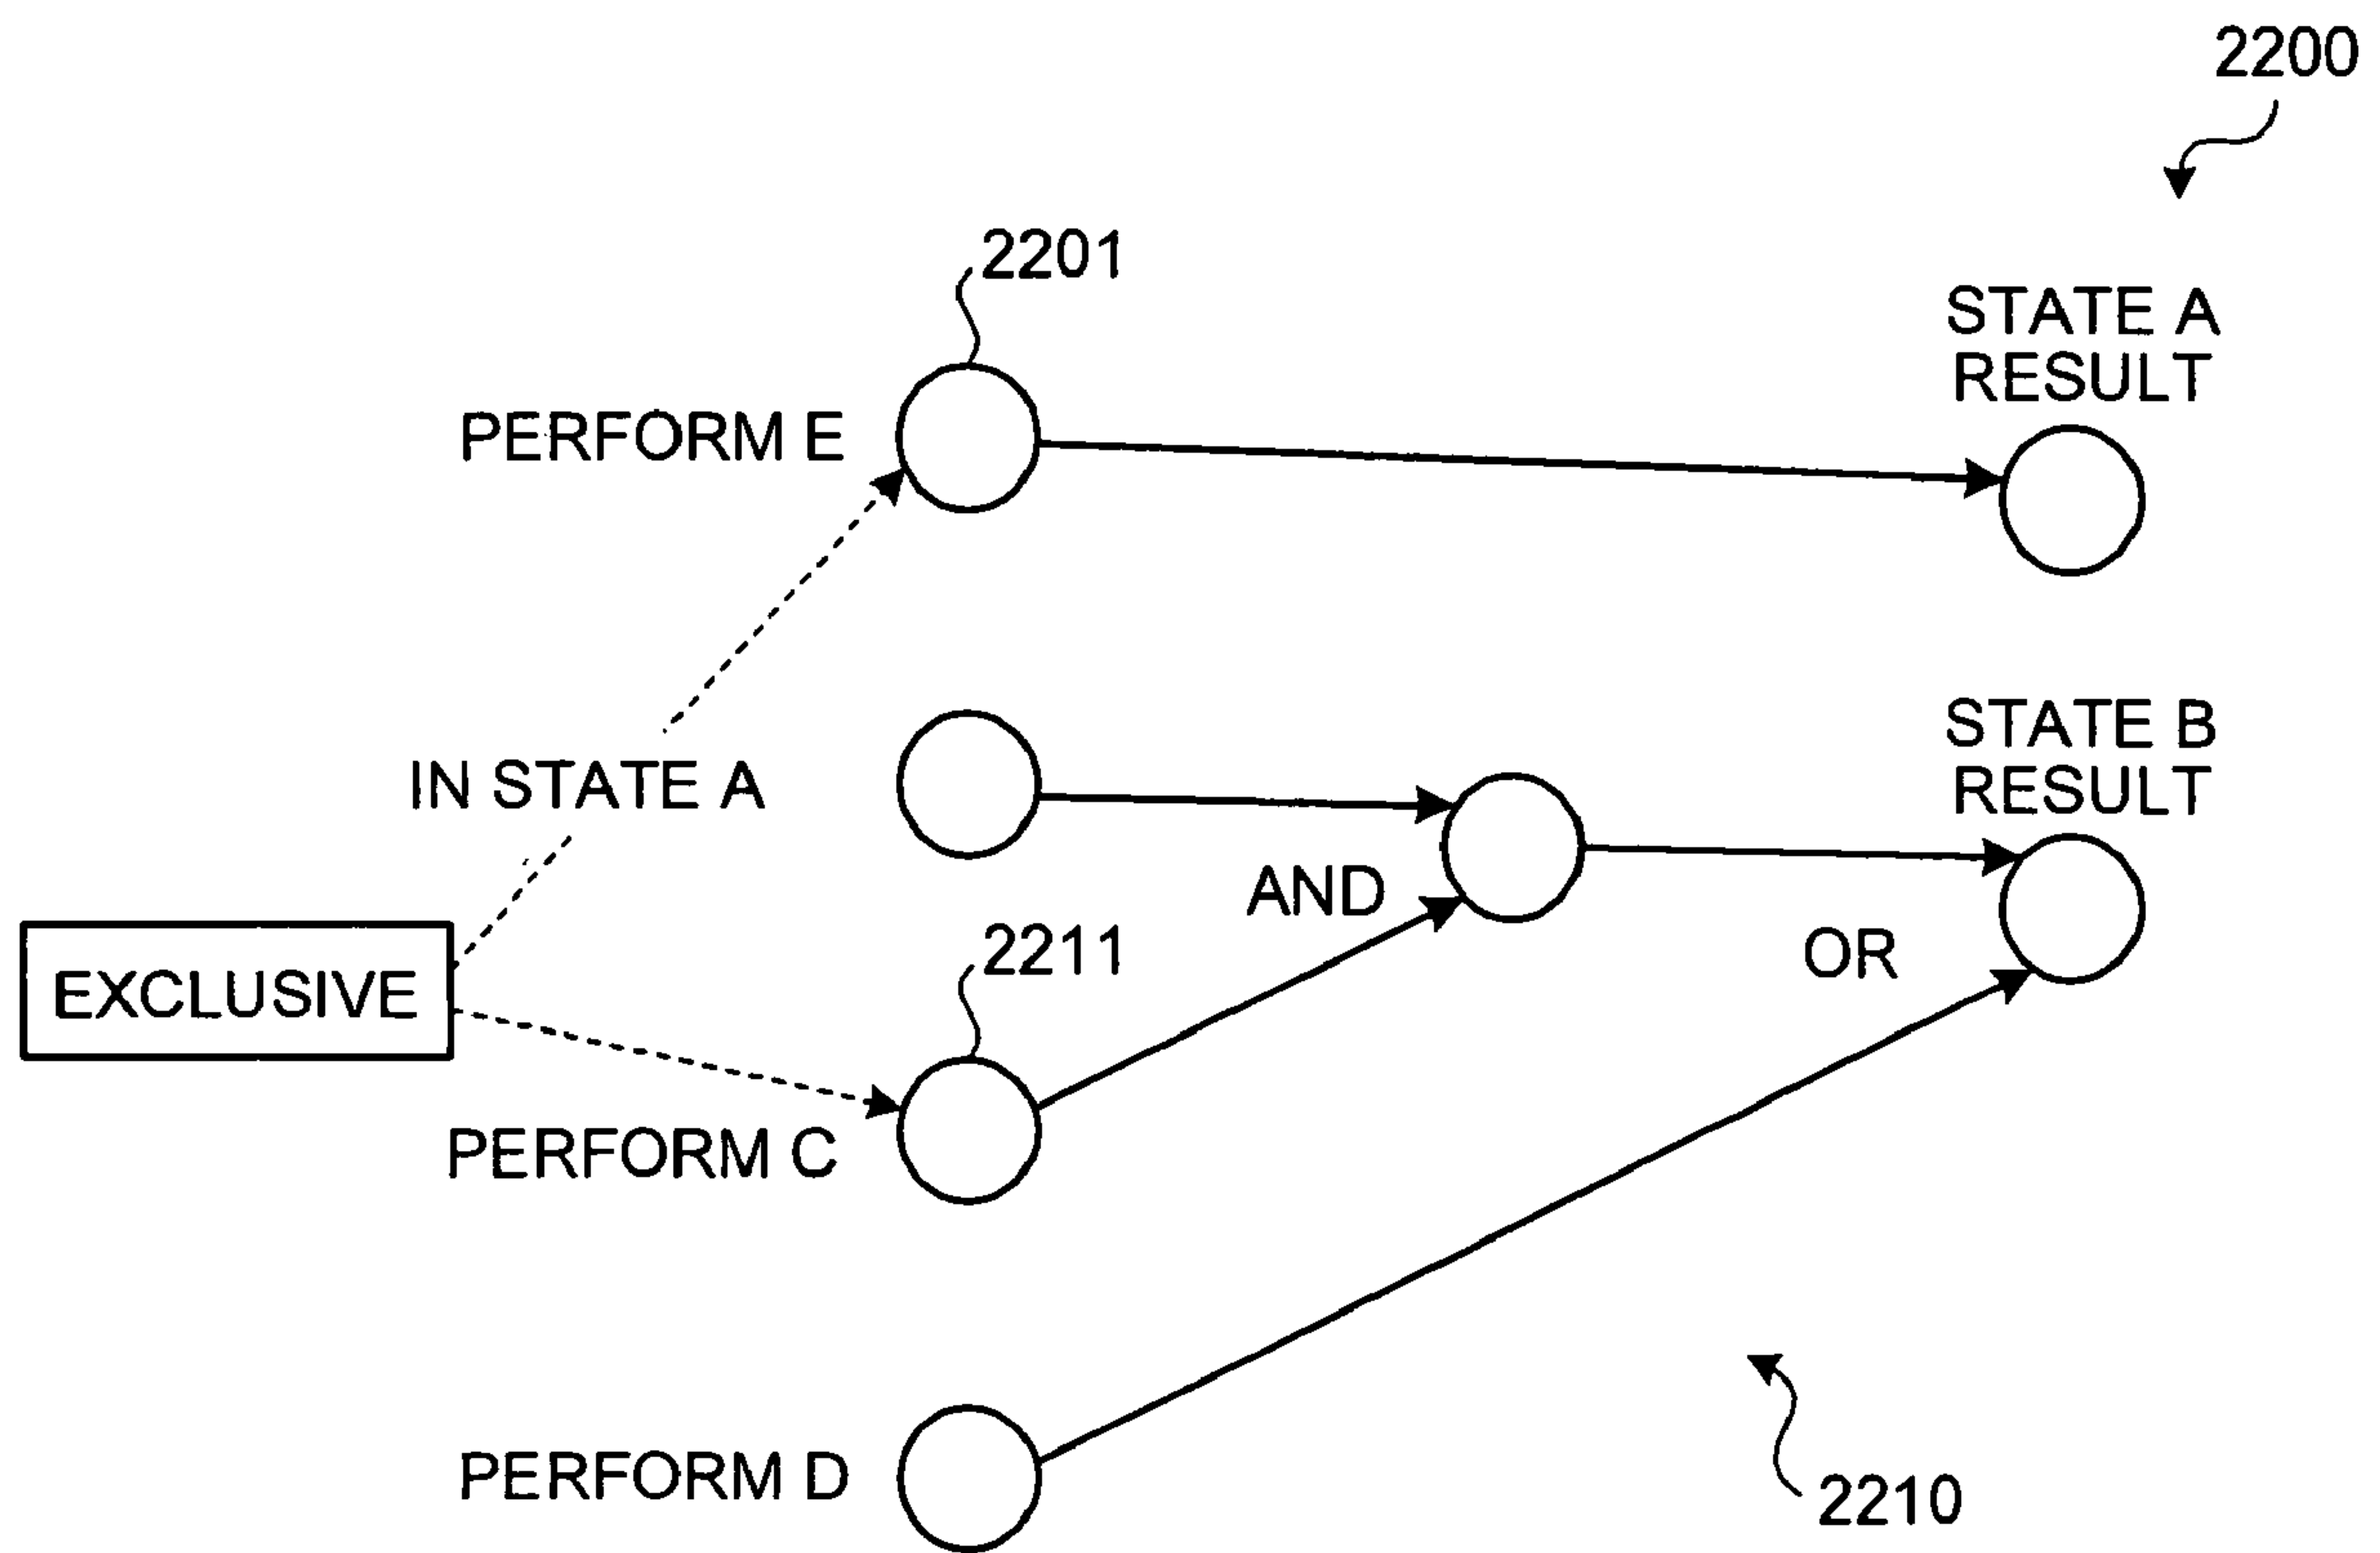 2200
2201
STATE A
RESULT
PERFORM E
STATE B
RESULT
IN STATE A
AND
2211
OR
EXCLUSIVE
PERFORM C
PERFORM D
2210